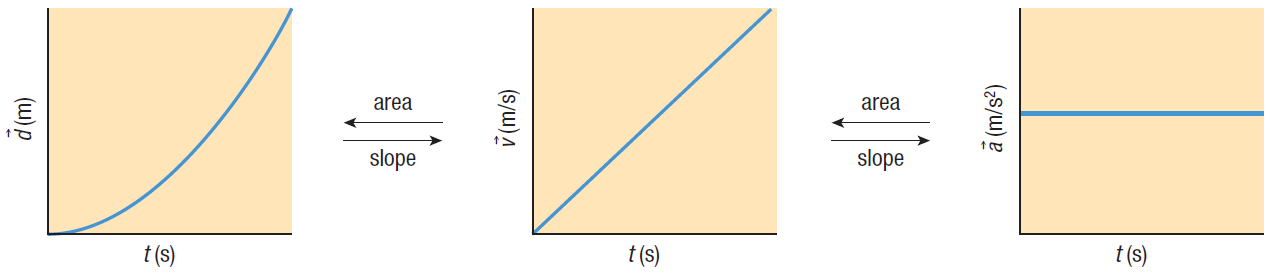 d⃗ (m)
t (s)
area
slope
v⃗ (m/s)
t (s)
area
slope
a⃗ (m/s²)
t (s)